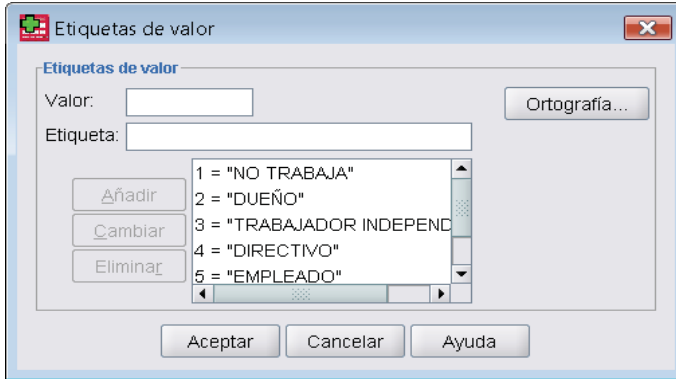 Etiquetas de valor
Etiquetas de valor
Valor:
Ortografía...
Etiqueta:
1 = "NO TRABAJA"
2 = "DUEÑO"
3 = "TRABAJADOR INDEPEND
4 = "DIRECTIVO"
5 = "EMPLEADO"
Añadir
Cambiar
Eliminar
Aceptar Cancelar Ayuda